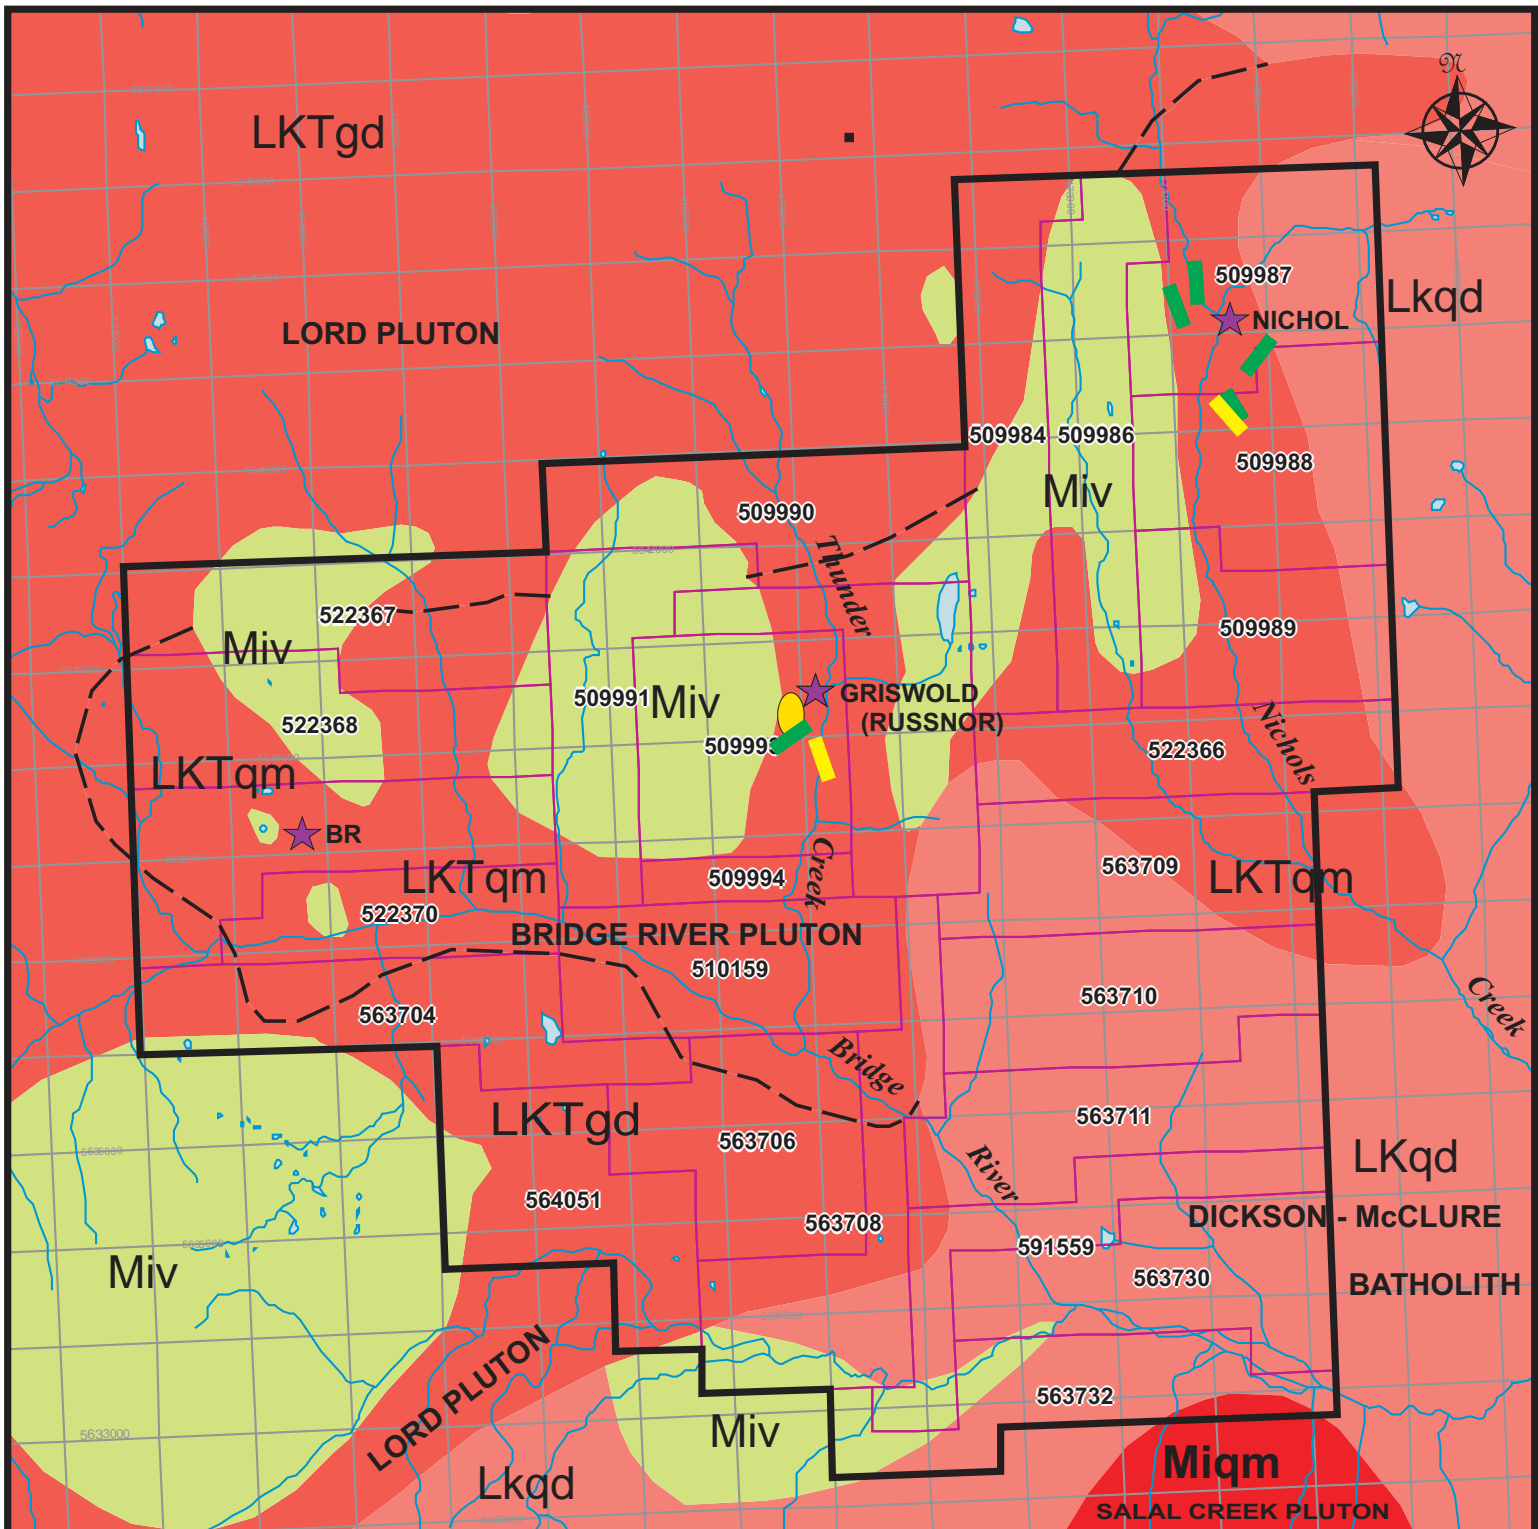 N
LKTgd
509987
Lkqd
NICHOL
LORD PLUTON
509984
509986
509988
Miv
509990
Thunder
522367
509989
Miv
509991
Miv
GRISWOLD
(RUSSNOR)
522368
509993
522366
Nichols
LKTqm
BR
Creek
563709
LKTqm
509994
LKTqm
522370
BRIDGE RIVER PLUTON
510159
563710
Creek
563704
Bridge
LKTgd
563706
563711
River
LKqd
564051
563708
DICKSON - McCLURE
591559
563730
Miv
BATHOLITH
LORD PLUTON
563732
Miv
5633000
Lkqd
Miqm
SALAL CREEK PLUTON